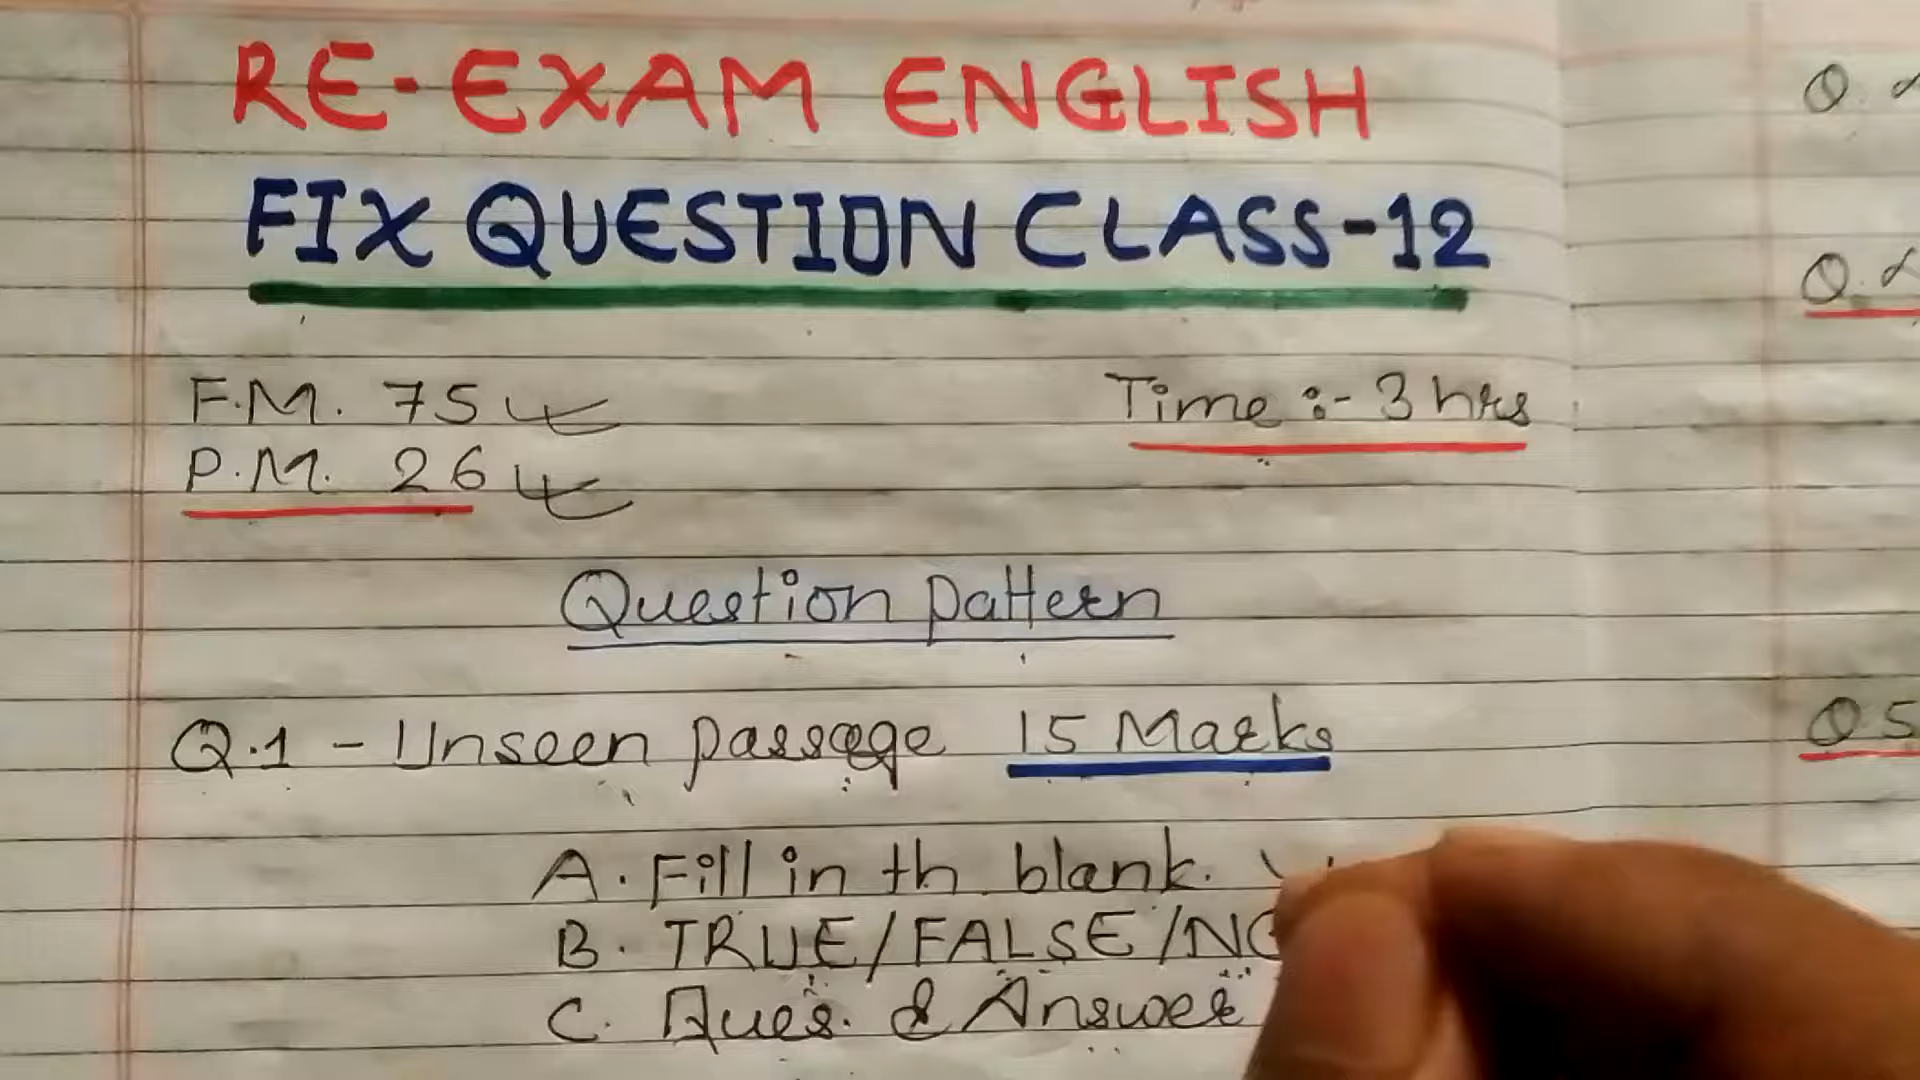 RE-EXAM ENGLISH
FIX QUESTION CLASS-12
F.M. 75
Time :- 3 hrs
P.M. 26
Question pattern
Q.1 - Unseen passage 15 Marks
A. Fill in th blank.
B. TRUE/FALSE/
C. Ques. & Answer
Q.
Q.
Q 5